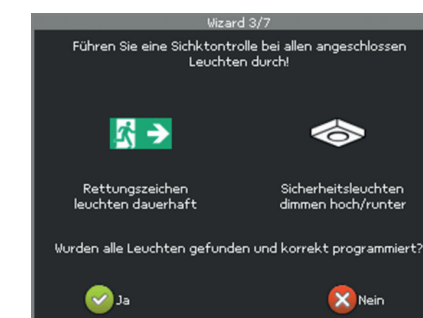 Wizard 3/7
Führen Sie eine Sichktontrolle bei allen angeschlossen
Leuchten durch!
Rettungszeichen
leuchten dauerhaft
Sicherheitsleuchten
dimmen hoch/runter
Wurden alle Leuchten gefunden und korrekt programmiert?
Ja
Nein